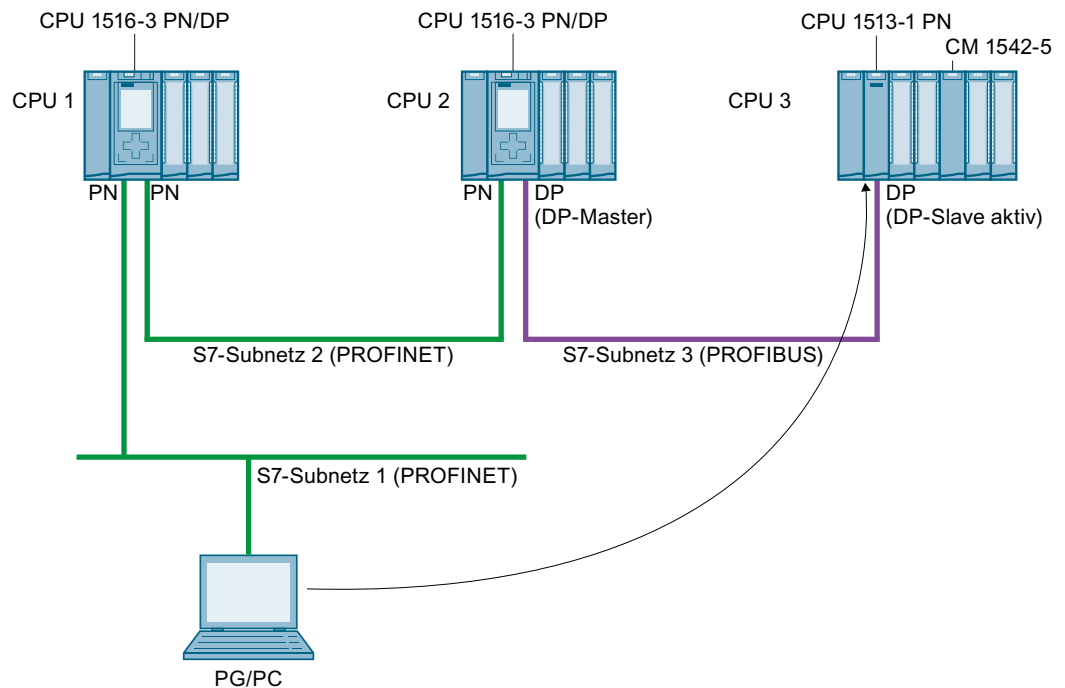 CPU 1516-3 PN/DP
CPU 1516-3 PN/DP
CPU 1513-1 PN
CM 1542-5
CPU 1
CPU 2
CPU 3
PN
PN
PN
DP
(DP-Master)
DP
(DP-Slave aktiv)
S7-Subnetz 2 (PROFINET)
S7-Subnetz 3 (PROFIBUS)
S7-Subnetz 1 (PROFINET)
PG/PC